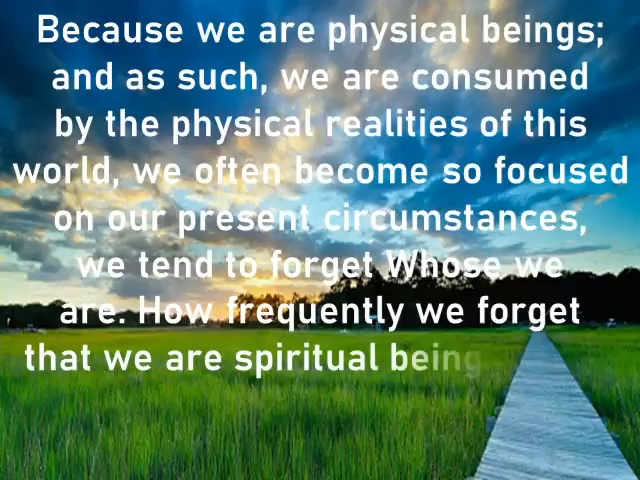 Because we are physical beings;
and as such, we are consumed
by the physical realities of this
world, we often become so focused
on our present circumstances,
we tend to forget Whose we
are. How frequently we forget
that we are spiritual being